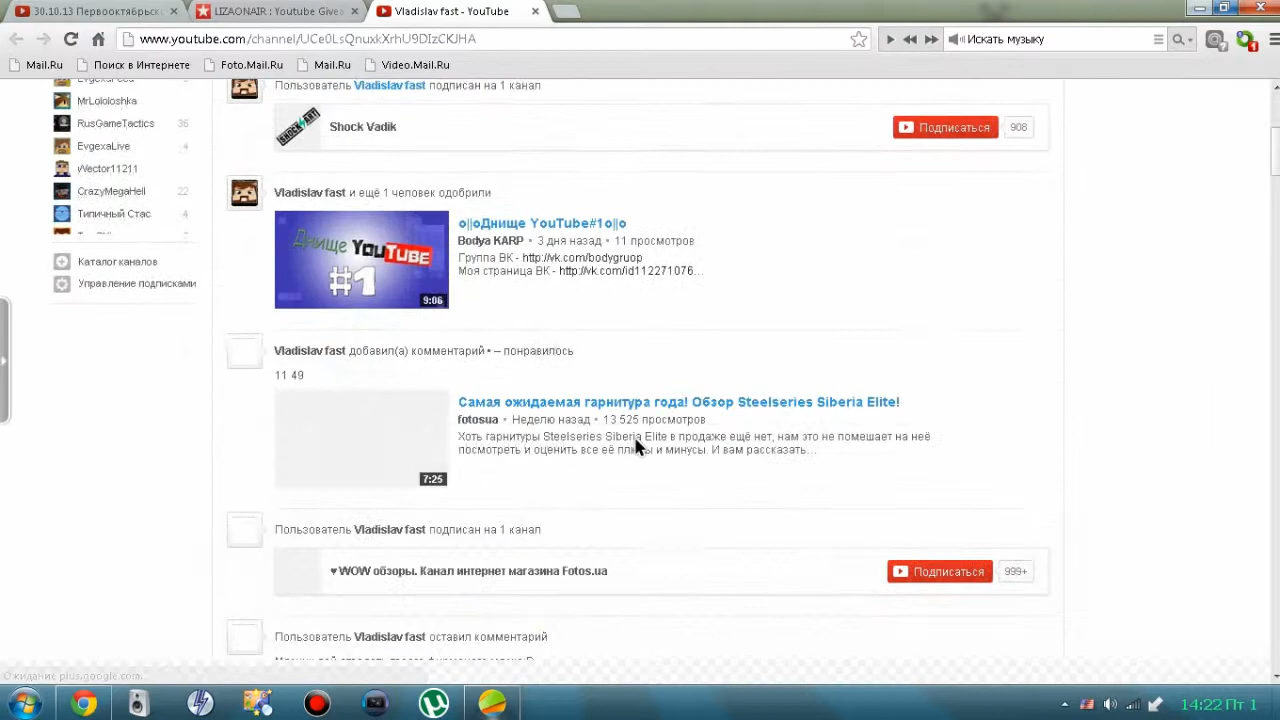 30.10.13 Первооктябрьск
LIZAONAIR : Youtube Givea
Vladislav fast - YouTube
www.youtube.com/channel/UCe0LsQnuxkXrhU9DIzCKJHA
Искать музыку
Mail.Ru
Поиск в Интернете
Foto.Mail.Ru
Mail.Ru
Video.Mail.Ru
MrLololoshka
RusGameTactics 36
EvgexaLive 4
vVector11211
CrazyMegaHell 22
Типичный Стас 4
Каталог каналов
Управление подписками
Пользователь Vladislav fast подписан на 1 канал
SHOCK
Shock Vadik
Подписаться 908
Vladislav fast и ещё 1 человек одобрили
Днище YouTube
#1
9:06
o||oДнище YouTube#1o||o
Bodya KARP • 3 дня назад • 11 просмотров
Группа ВК - http://vk.com/bodygruop
Моя страница ВК - http://vk.com/id112271076...
Vladislav fast добавил(а) комментарий • – понравилось
11 49
7:25
Самая ожидаемая гарнитура года! Обзор Steelseries Siberia Elite!
fotosua • Неделю назад • 13 525 просмотров
Хоть гарнитуры Steelseries Siberia Elite в продаже ещё нет, нам это не помешает на неё
посмотреть и оценить все её плюсы и минусы. И вам рассказать...
Пользователь Vladislav fast подписан на 1 канал
♥ WOW обзоры. Канал интернет магазина Fotos.ua
Подписаться 999+
Пользователь Vladislav fast оставил комментарий
Ожидание plus.google.com...
14:22 Пт 1